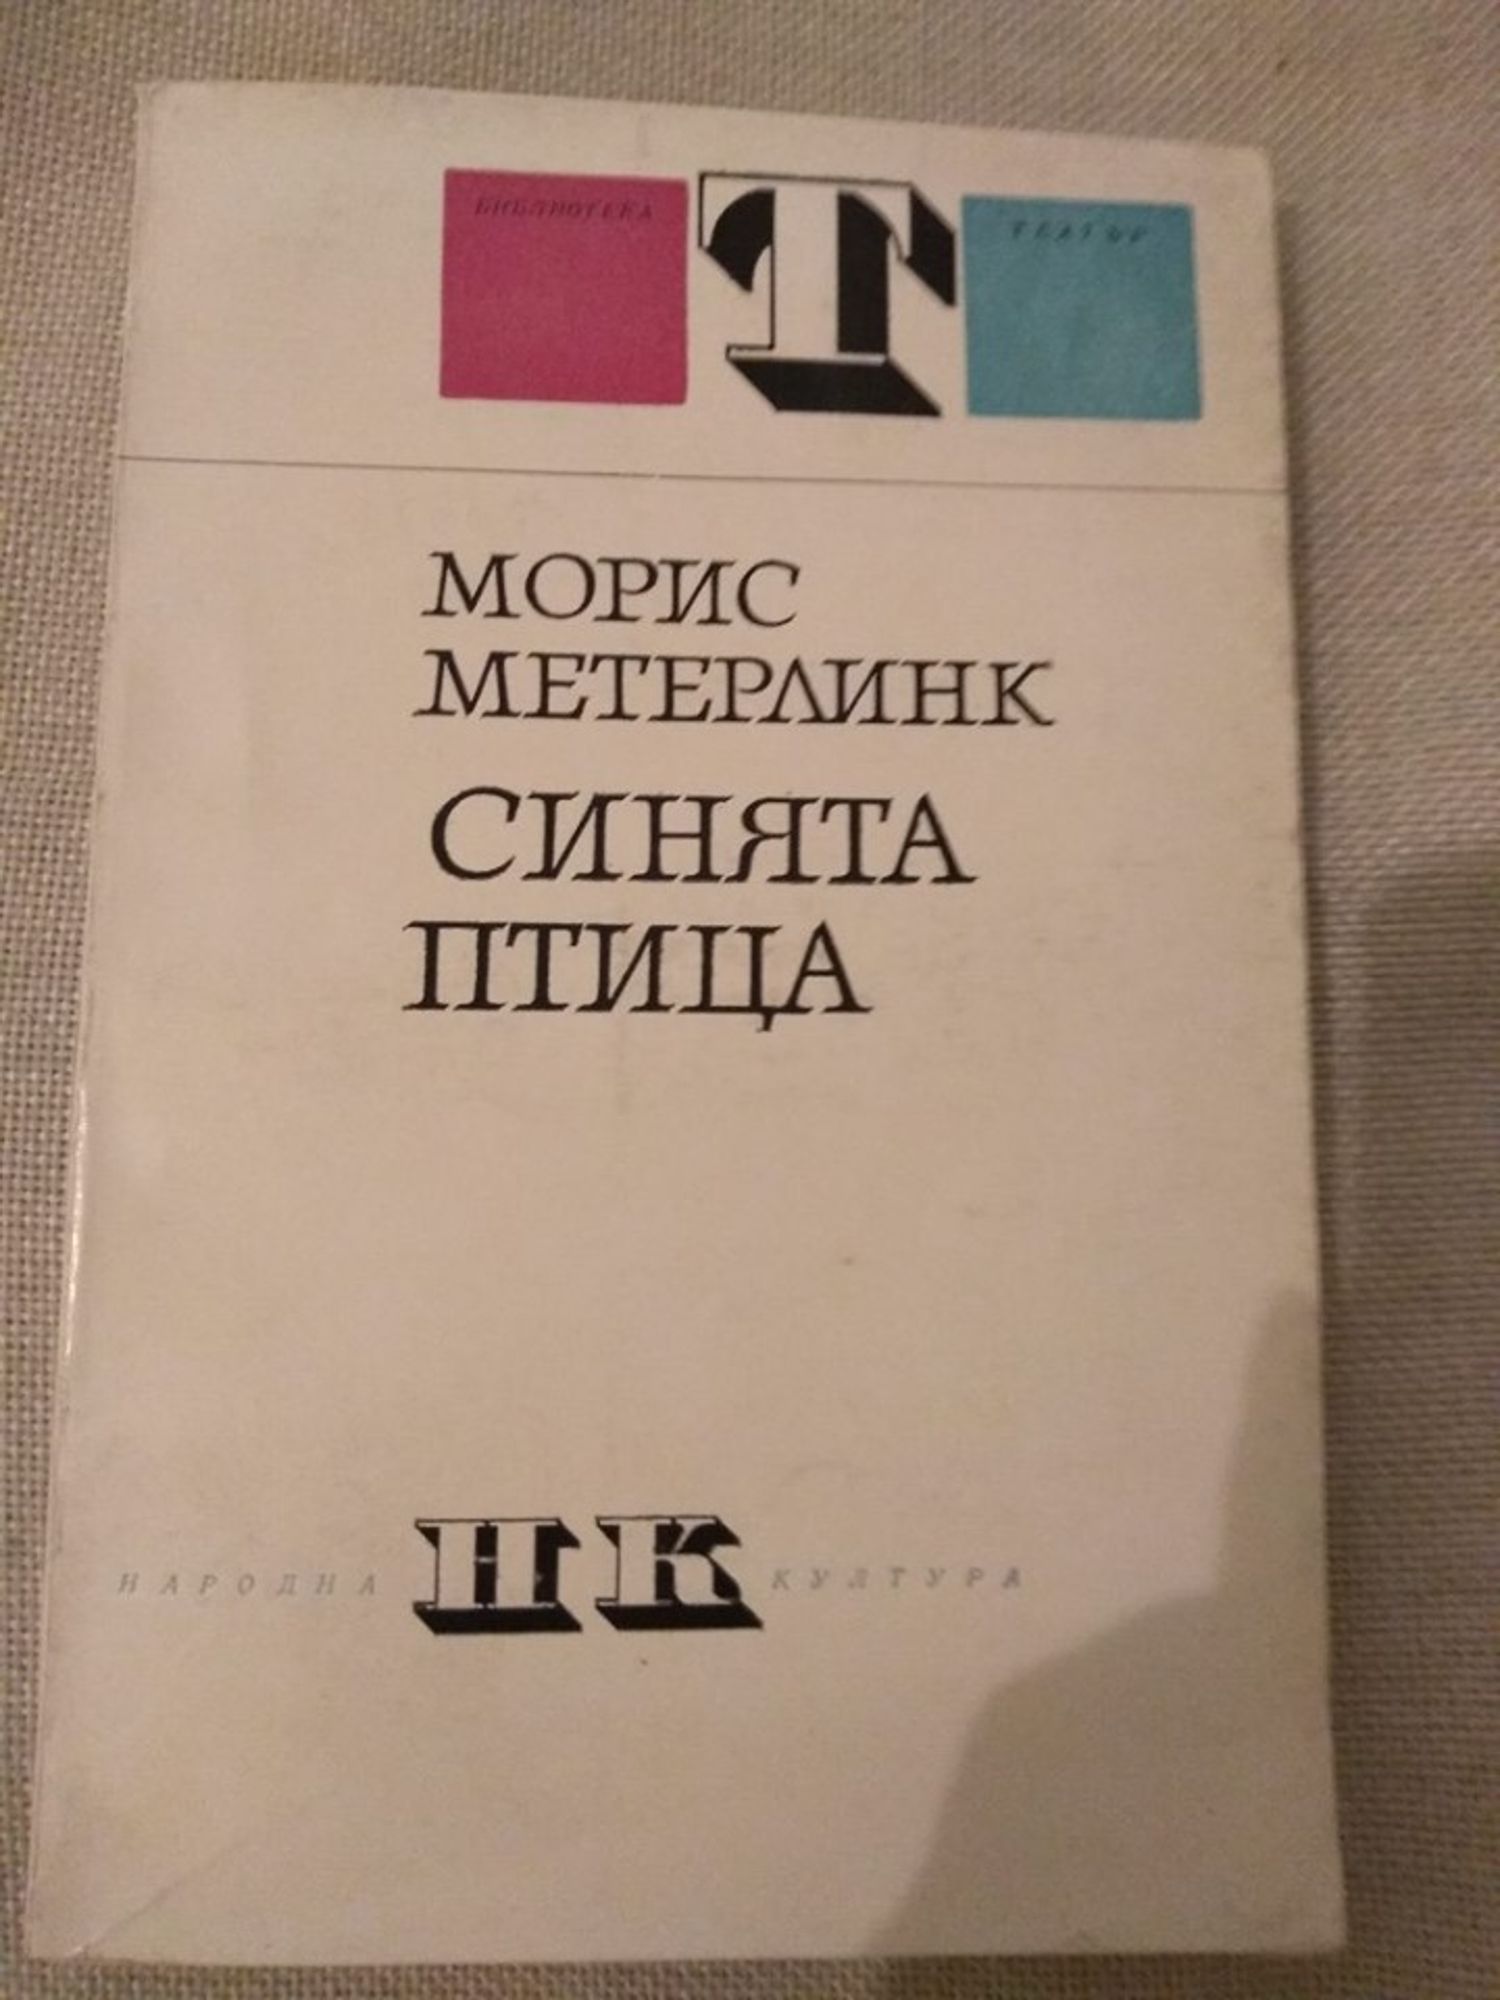 БИБЛИОТЕКА Т ТЕАТЪР
МОРИС
МЕТЕРЛИНК
СИНЯТА
ПТИЦА
НАРОДНА НК КУЛТУРА